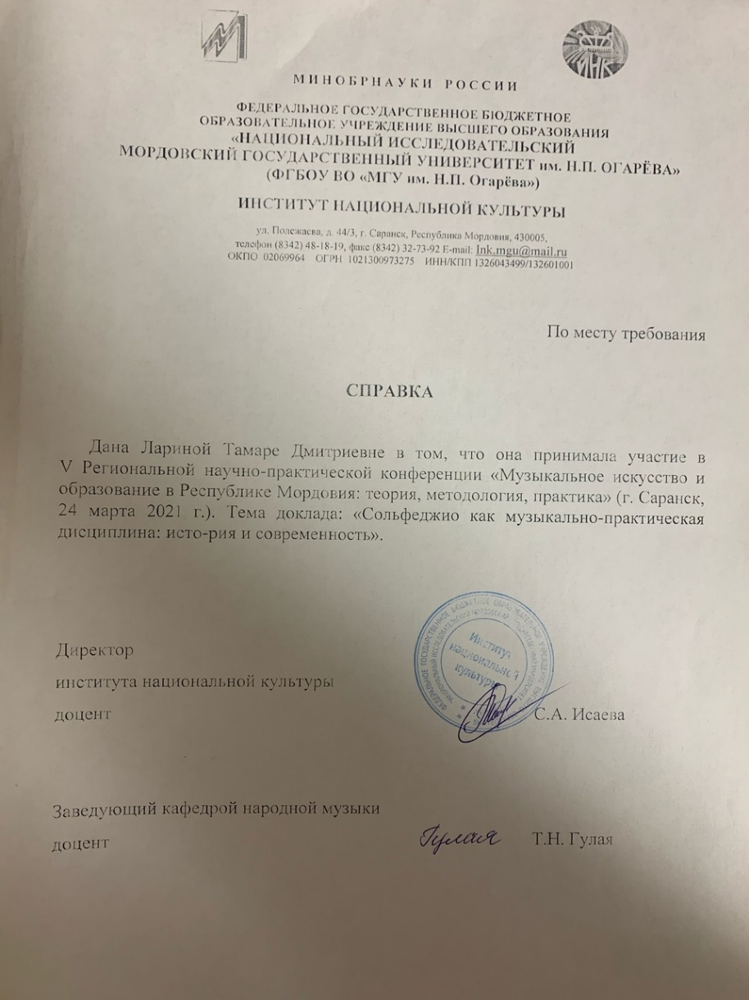 ИНК
МИНОБРНАУКИ РОССИИ
ФЕДЕРАЛЬНОЕ ГОСУДАРСТВЕННОЕ БЮДЖЕТНОЕ
ОБРАЗОВАТЕЛЬНОЕ УЧРЕЖДЕНИЕ ВЫСШЕГО ОБРАЗОВАНИЯ
«НАЦИОНАЛЬНЫЙ ИССЛЕДОВАТЕЛЬСКИЙ
МОРДОВСКИЙ ГОСУДАРСТВЕННЫЙ УНИВЕРСИТЕТ им. Н.П. ОГАРЁВА»
(ФГБОУ ВО «МГУ им. Н.П. Огарёва»)
ИНСТИТУТ НАЦИОНАЛЬНОЙ КУЛЬТУРЫ
ул. Полежаева, д. 44/3, г. Саранск, Республика Мордовия, 430005,
телефон (8342) 48-18-19, факс (8342) 32-73-92 E-mail: Ink.mgu@mail.ru
ОКПО 02069964 ОГРН 1021300973275 ИНН/КПП 1326043499/132601001
По месту требования
СПРАВКА
Дана Лариной Тамаре Дмитриевне в том, что она принимала участие в
V Региональной научно-практической конференции «Музыкальное искусство и
образование в Республике Мордовия: теория, методология, практика» (г. Саранск,
24 марта 2021 г.). Тема доклада: «Сольфеджио как музыкально-практическая
дисциплина: исто-рия и современность».
Институт
национальной
культуры
Директор
института национальной культуры
доцент С.А. Исаева
Заведующий кафедрой народной музыки
доцент Гулая Т.Н. Гулая